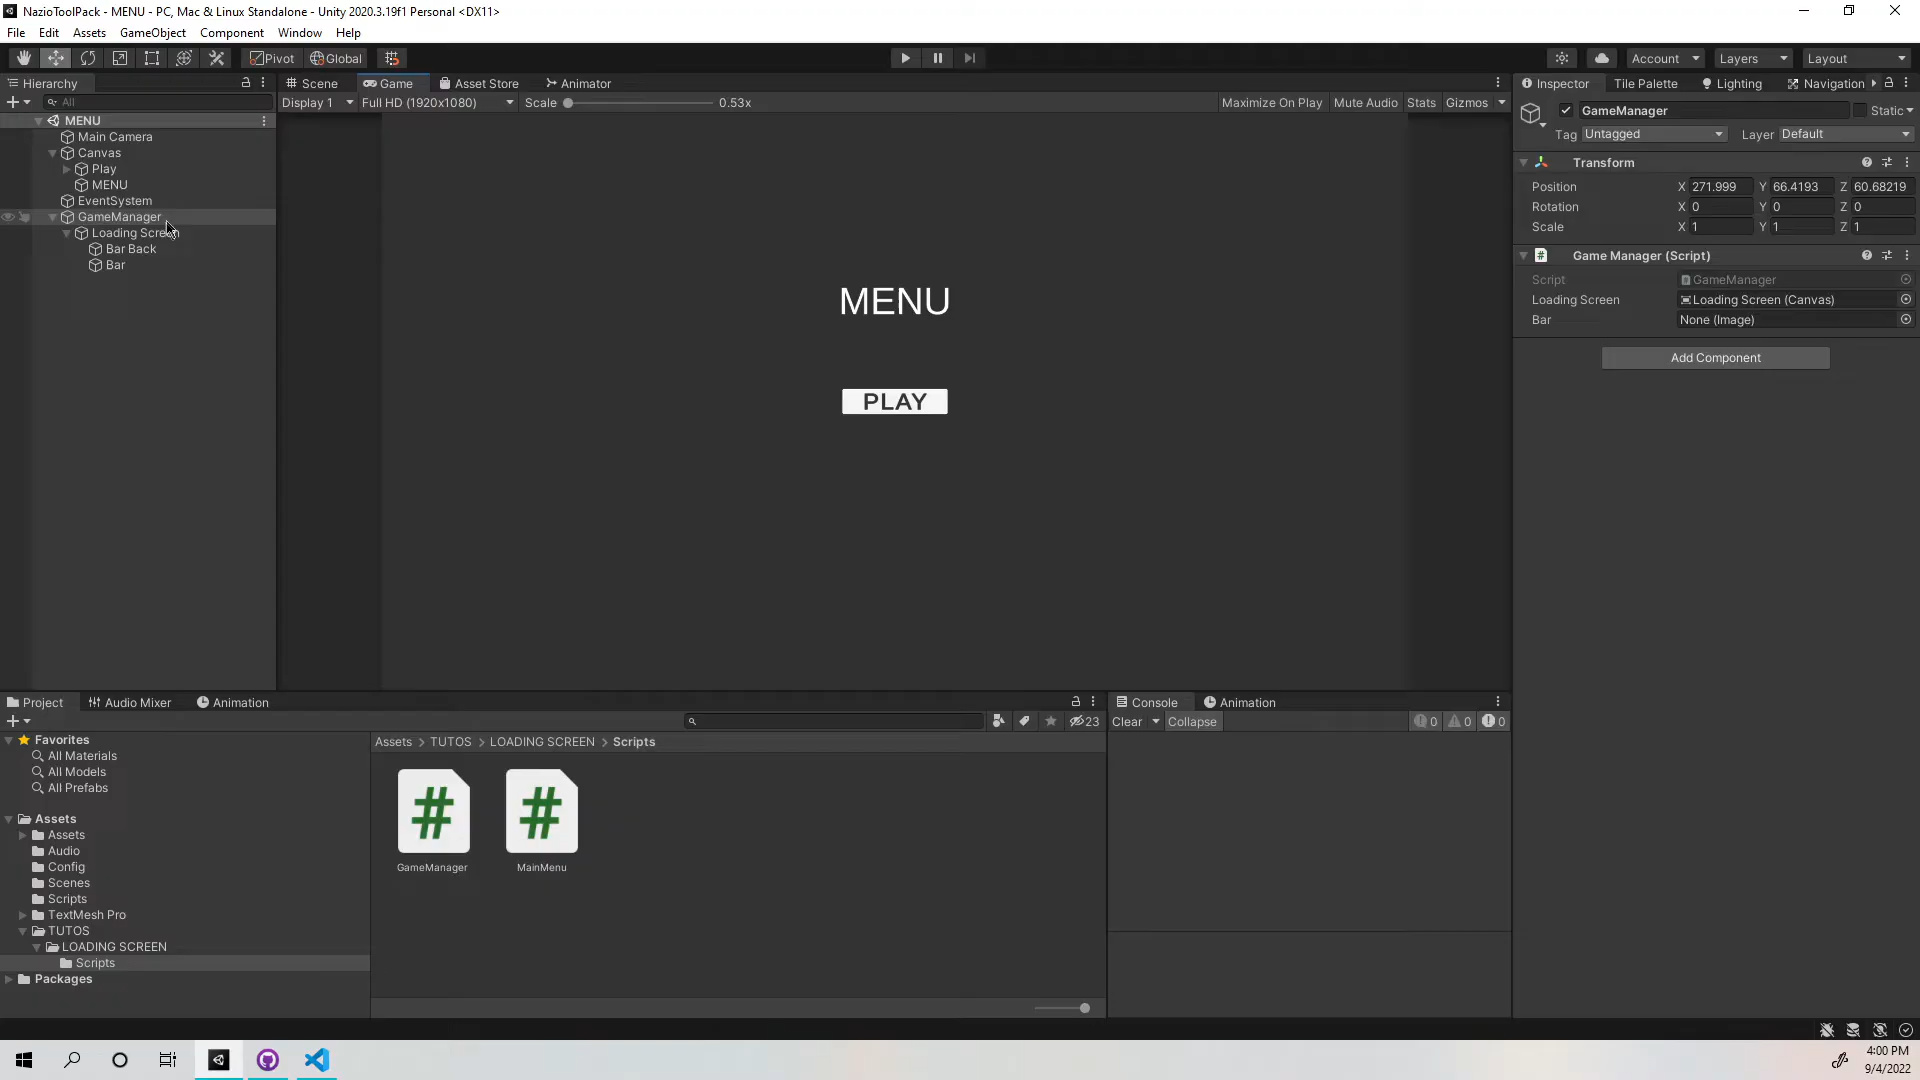 NazioToolPack - MENU - PC, Mac & Linux Standalone - Unity 2020.3.19f1 Personal <DX11>
File Edit Assets GameObject Component Window Help
Pivot Global Account Layers Layout
Hierarchy Scene Game Asset Store Animator Inspector Tile Palette Lighting Navigation
All Display 1 Full HD (1920x1080) Scale 0.53x Maximize On Play Mute Audio Stats Gizmos
MENU
Main Camera
Canvas
Play
MENU
EventSystem
GameManager
Loading Screen
Bar Back
Bar
MENU
PLAY
GameManager Static
Tag Untagged Layer Default
Transform
Position X 271.999 Y 66.4193 Z 60.68219
Rotation X 0 Y 0 Z 0
Scale X 1 Y 1 Z 1
# Game Manager (Script)
Script GameManager
Loading Screen Loading Screen (Canvas)
Bar None (Image)
Add Component
Project Audio Mixer Animation
23
Favorites
All Materials
All Models
All Prefabs
Assets
Assets
Audio
Config
Scenes
Scripts
TextMesh Pro
TUTOS
LOADING SCREEN
Scripts
Packages
Assets > TUTOS > LOADING SCREEN > Scripts
# #
GameManager MainMenu
Console Animation
Clear Collapse 0 0 0
4:00 PM
9/4/2022